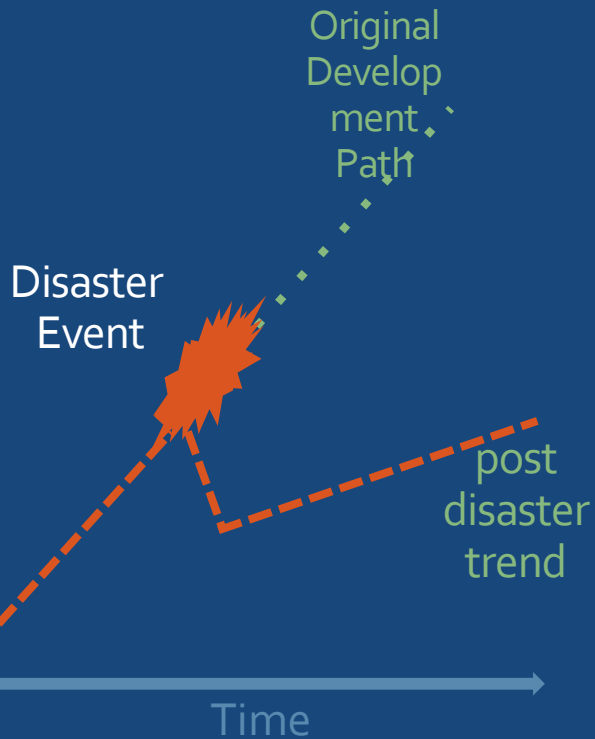 Original
Develop
ment
Path
Disaster
Event
post
disaster
trend
Time